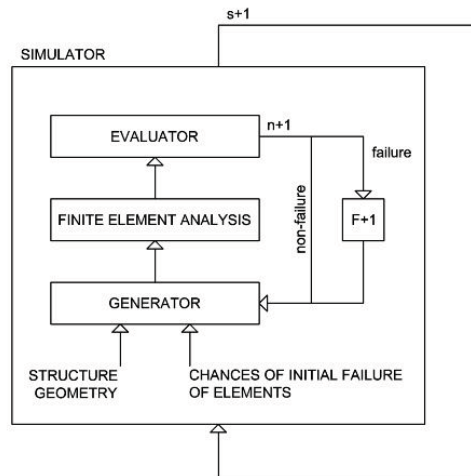 s+1
SIMULATOR
EVALUATOR
n+1
failure
FINITE ELEMENT ANALYSIS
non-failure
F+1
GENERATOR
STRUCTURE
GEOMETRY
CHANCES OF INITIAL FAILURE
OF ELEMENTS